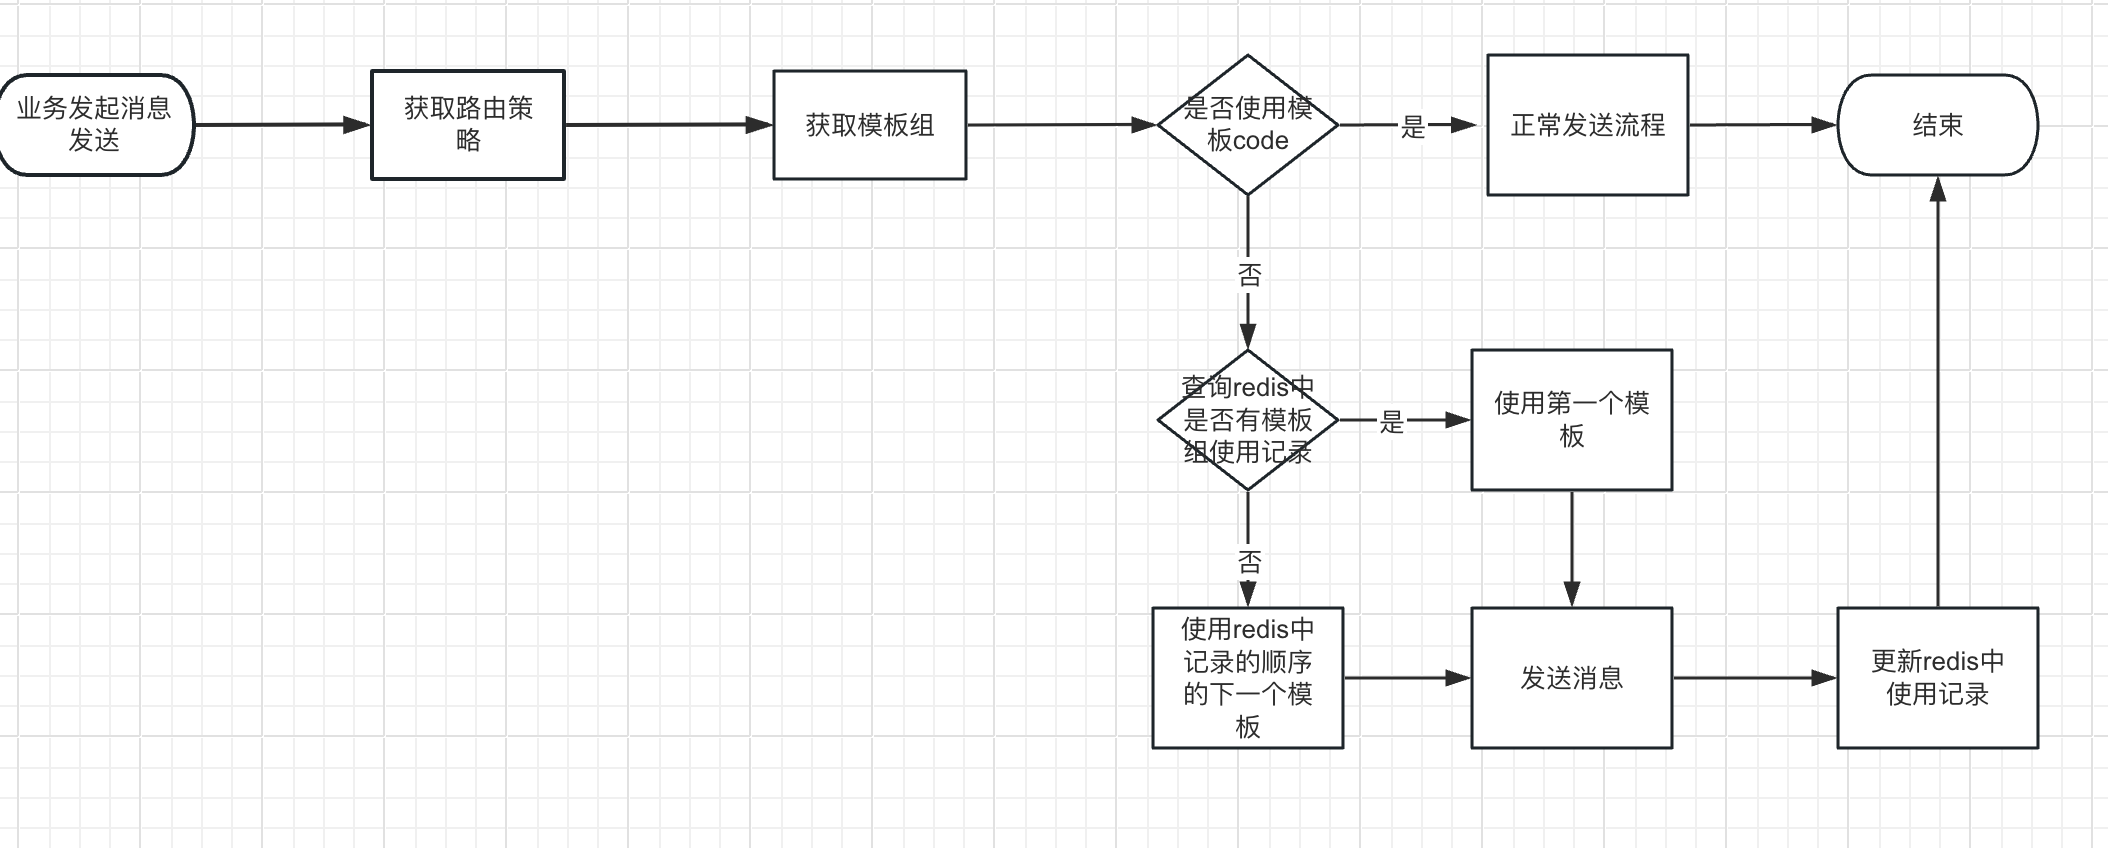 业务发起消息
发送
获取路由策
略
获取模板组
是否使用模
板code
是
正常发送流程
结束
否
查询redis中
是否有模板
组使用记录
是
使用第一个模
板
否
使用redis中
记录的顺序
的下一个模
板
发送消息
更新redis中
使用记录